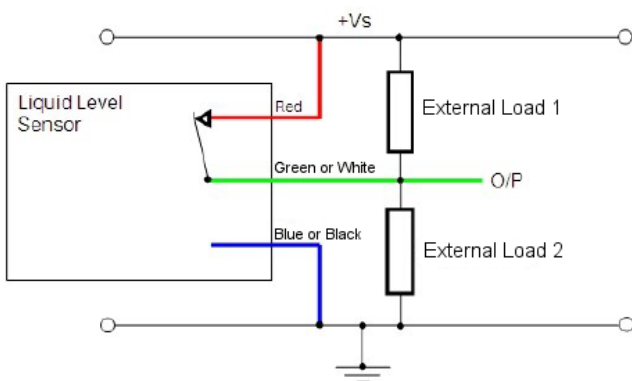 +Vs
Liquid Level
Sensor
Red
External Load 1
Green or White
O/P
Blue or Black
External Load 2